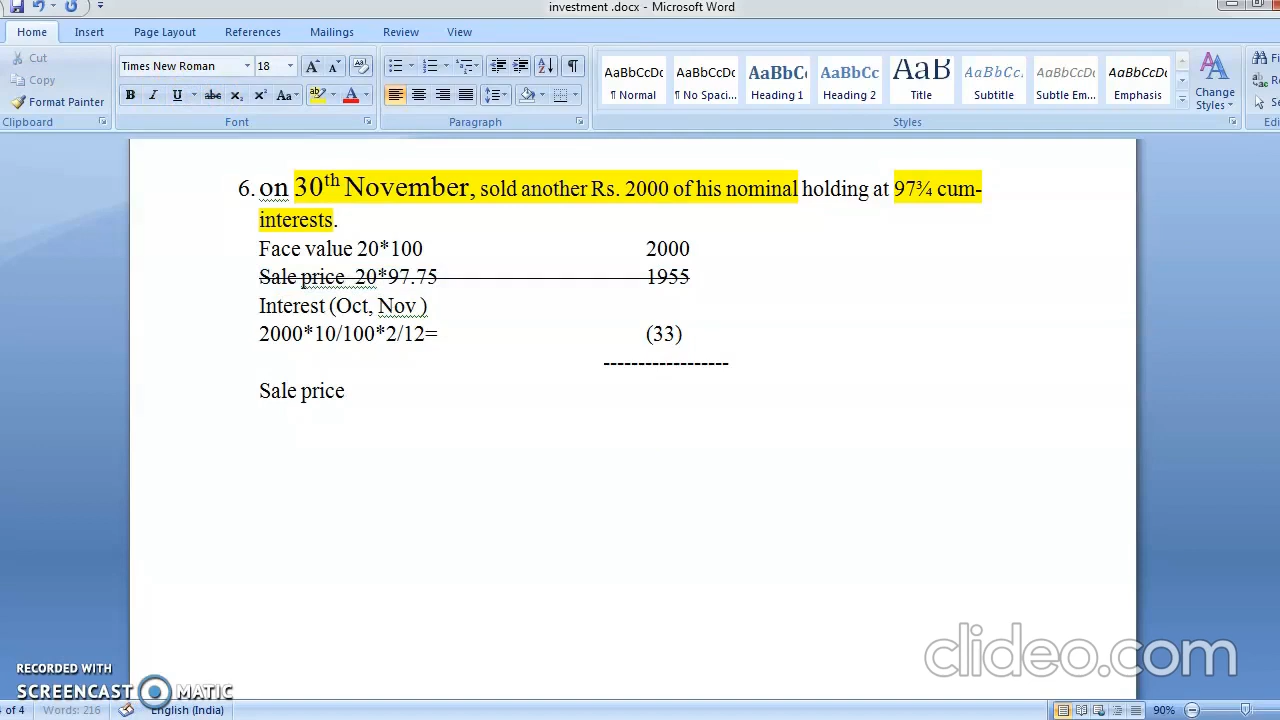 investment .docx - Microsoft Word
Home Insert Page Layout References Mailings Review View
Cut
Copy
Format Painter
Clipboard
Times New Roman 18
Font
Paragraph
AaBbCcDc AaBbCcDc AaBbC AaBbCc AaB AaBbCc. AaBbCcDc AaBbCcDc
¶ Normal ¶ No Spaci... Heading 1 Heading 2 Title Subtitle Subtle Em... Emphasis
Change Styles
Styles
6. on 30th November, sold another Rs. 2000 of his nominal holding at 97¾ cum-
interests.
Face value 20*100 2000
Sale price 20*97.75 1955
Interest (Oct, Nov )
2000*10/100*2/12= (33)
------------------
Sale price
clideo.com
RECORDED WITH
SCREENCAST MATIC
of 4 Words: 216 English (India) 90%